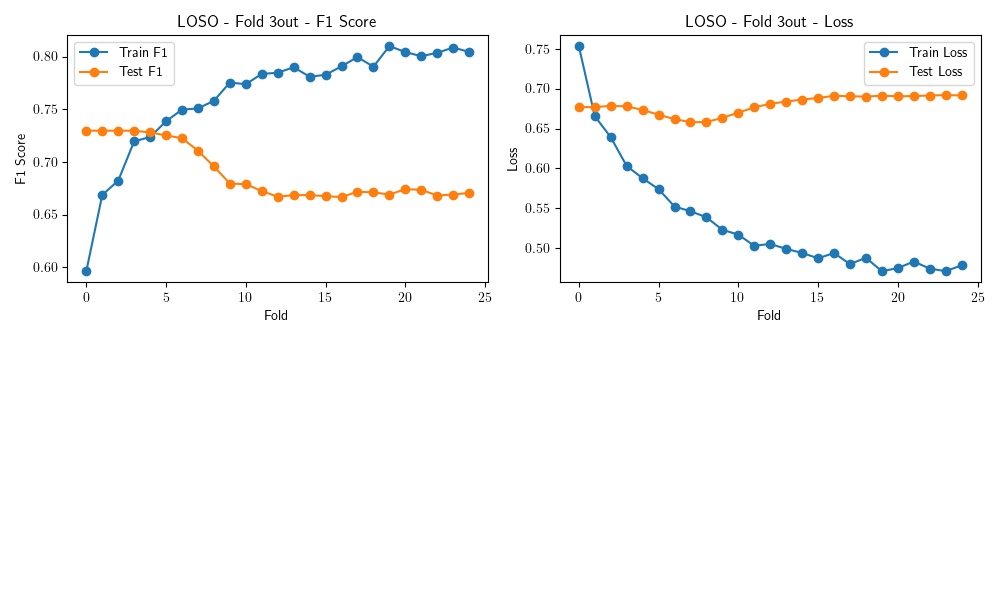 LOSO - Fold 3out - F1 Score
Train F1
Test F1
F1 Score
0.80
0.75
0.70
0.65
0.60
0
5
10
15
20
25
Fold
LOSO - Fold 3out - Loss
Train Loss
Test Loss
Loss
0.75
0.70
0.65
0.60
0.55
0.50
0
5
10
15
20
25
Fold